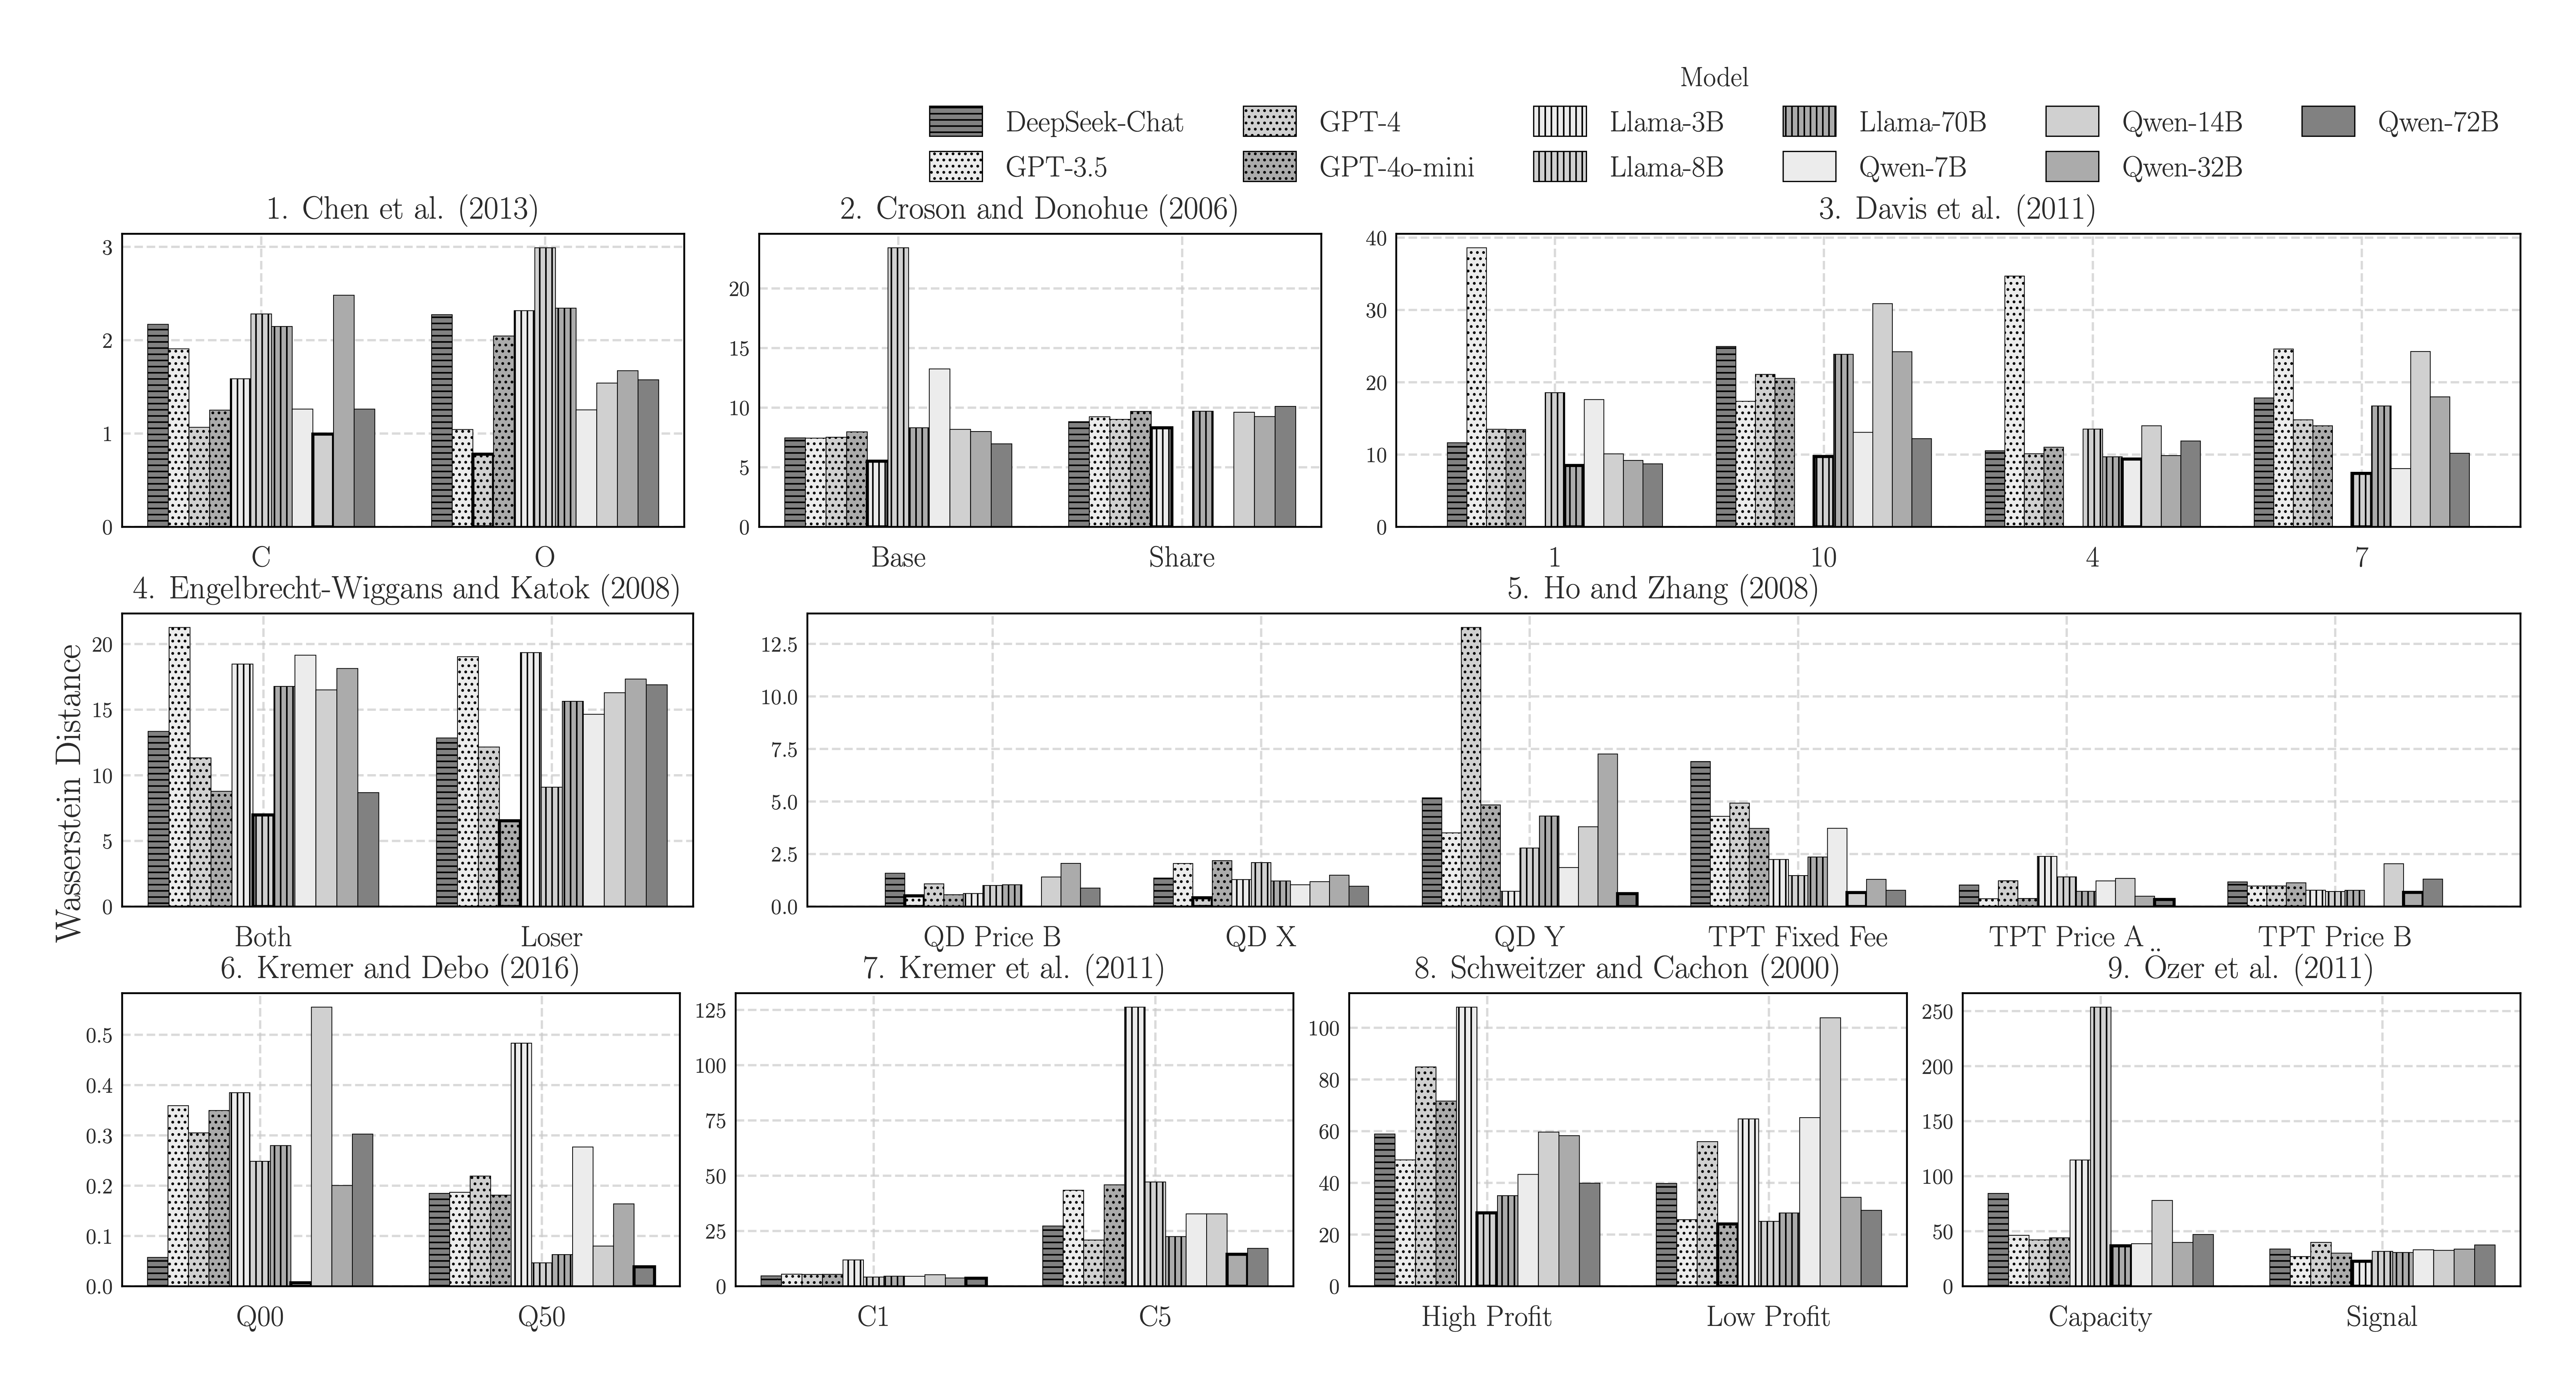 Model
DeepSeek-Chat GPT-4 Llama-3B Llama-70B Qwen-14B Qwen-72B
GPT-3.5 GPT-4o-mini Llama-8B Qwen-7B Qwen-32B
1. Chen et al. (2013)
3
2
1
0
C O
2. Croson and Donohue (2006)
20
15
10
5
0
Base Share
3. Davis et al. (2011)
40
30
20
10
0
1 10 4 7
Wasserstein Distance
4. Engelbrecht-Wiggans and Katok (2008)
20
15
10
5
0
Both Loser
5. Ho and Zhang (2008)
12.5
10.0
7.5
5.0
2.5
0.0
QD Price B QD X QD Y TPT Fixed Fee TPT Price A TPT Price B
6. Kremer and Debo (2016)
0.5
0.4
0.3
0.2
0.1
0.0
Q00 Q50
7. Kremer et al. (2011)
125
100
75
50
25
0
C1 C5
8. Schweitzer and Cachon (2000)
100
80
60
40
20
0
High Profit Low Profit
9. Özer et al. (2011)
250
200
150
100
50
0
Capacity Signal